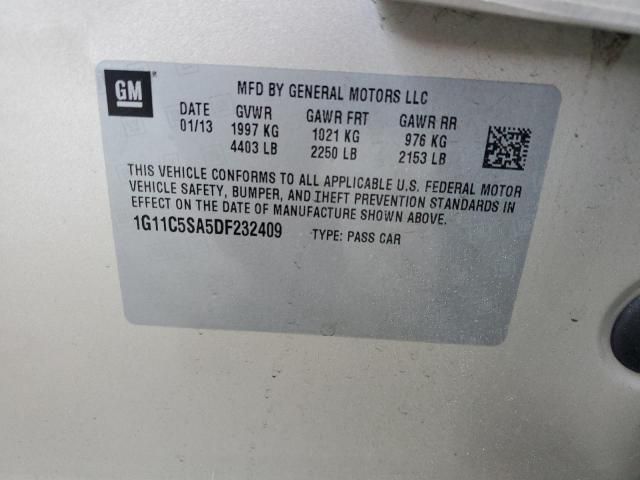 GM
MFD BY GENERAL MOTORS LLC
DATE GVWR GAWR FRT GAWR RR
01/13 1997 KG 1021 KG 976 KG
4403 LB 2250 LB 2153 LB
THIS VEHICLE CONFORMS TO ALL APPLICABLE U.S. FEDERAL MOTOR
VEHICLE SAFETY, BUMPER, AND THEFT PREVENTION STANDARDS IN
EFFECT ON THE DATE OF MANUFACTURE SHOWN ABOVE.
1G11C5SA5DF232409 TYPE: PASS CAR